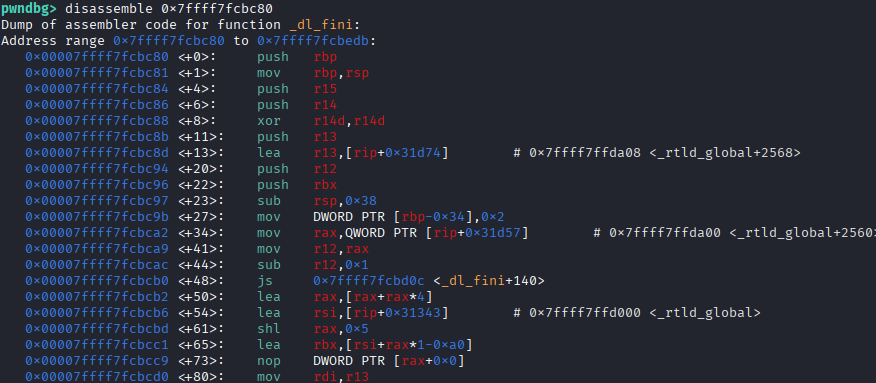 pwndbg> disassemble 0x7ffff7fcbc80
Dump of assembler code for function _dl_fini:
Address range 0x7ffff7fcbc80 to 0x7ffff7fcbedb:
   0x00007ffff7fcbc80 <+0>:     push   rbp
   0x00007ffff7fcbc81 <+1>:     mov    rbp,rsp
   0x00007ffff7fcbc84 <+4>:     push   r15
   0x00007ffff7fcbc86 <+6>:     push   r14
   0x00007ffff7fcbc88 <+8>:     xor    r14d,r14d
   0x00007ffff7fcbc8b <+11>:    push   r13
   0x00007ffff7fcbc8d <+13>:    lea    r13,[rip+0x31d74]        # 0x7ffff7ffda08 <_rtld_global+2568>
   0x00007ffff7fcbc94 <+20>:    push   r12
   0x00007ffff7fcbc96 <+22>:    push   rbx
   0x00007ffff7fcbc97 <+23>:    sub    rsp,0x38
   0x00007ffff7fcbc9b <+27>:    mov    DWORD PTR [rbp-0x34],0x2
   0x00007ffff7fcbca2 <+34>:    mov    rax,QWORD PTR [rip+0x31d57]        # 0x7ffff7ffda00 <_rtld_global+2560>
   0x00007ffff7fcbca9 <+41>:    mov    r12,rax
   0x00007ffff7fcbcac <+44>:    sub    r12,0x1
   0x00007ffff7fcbcb0 <+48>:    js     0x7ffff7fcbd0c <_dl_fini+140>
   0x00007ffff7fcbcb2 <+50>:    lea    rax,[rax+rax*4]
   0x00007ffff7fcbcb6 <+54>:    lea    rsi,[rip+0x31343]        # 0x7ffff7ffd000 <_rtld_global>
   0x00007ffff7fcbcbd <+61>:    shl    rax,0x5
   0x00007ffff7fcbcc1 <+65>:    lea    rbx,[rsi+rax*1-0xa0]
   0x00007ffff7fcbcc9 <+73>:    nop    DWORD PTR [rax+0x0]
   0x00007ffff7fcbcd0 <+80>:    mov    rdi,r13